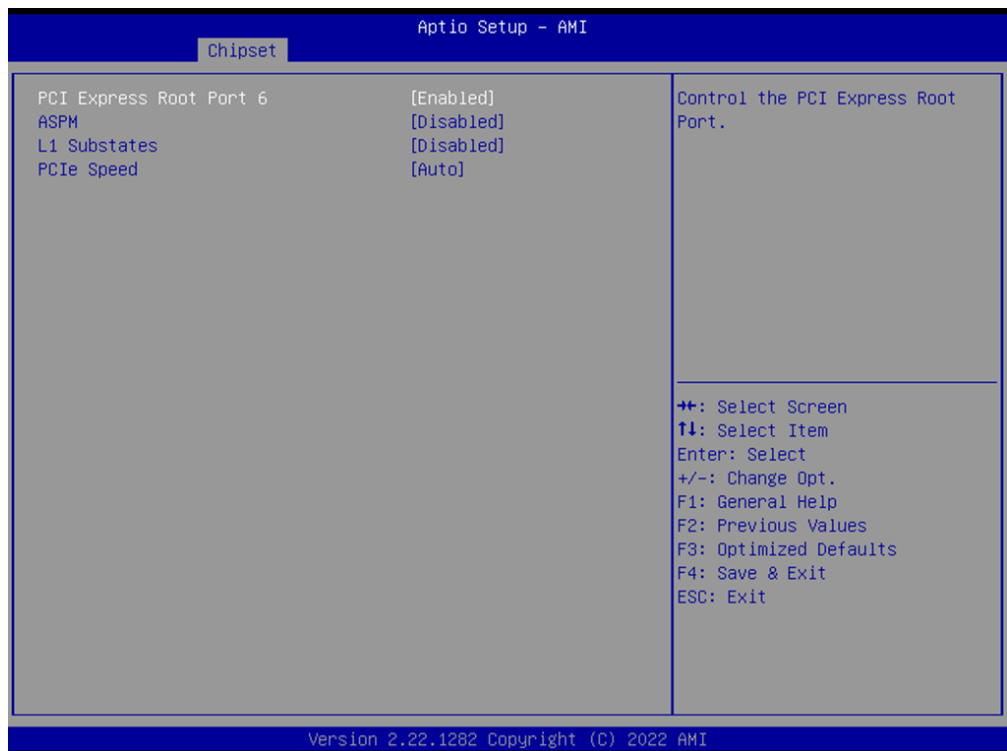 Aptio Setup – AMI
Chipset
PCI Express Root Port 6 [Enabled]
ASPM [Disabled]
L1 Substates [Disabled]
PCIe Speed [Auto]
Control the PCI Express Root
Port.
→←: Select Screen
↑↓: Select Item
Enter: Select
+/-: Change Opt.
F1: General Help
F2: Previous Values
F3: Optimized Defaults
F4: Save & Exit
ESC: Exit
Version 2.22.1282 Copyright (C) 2022 AMI